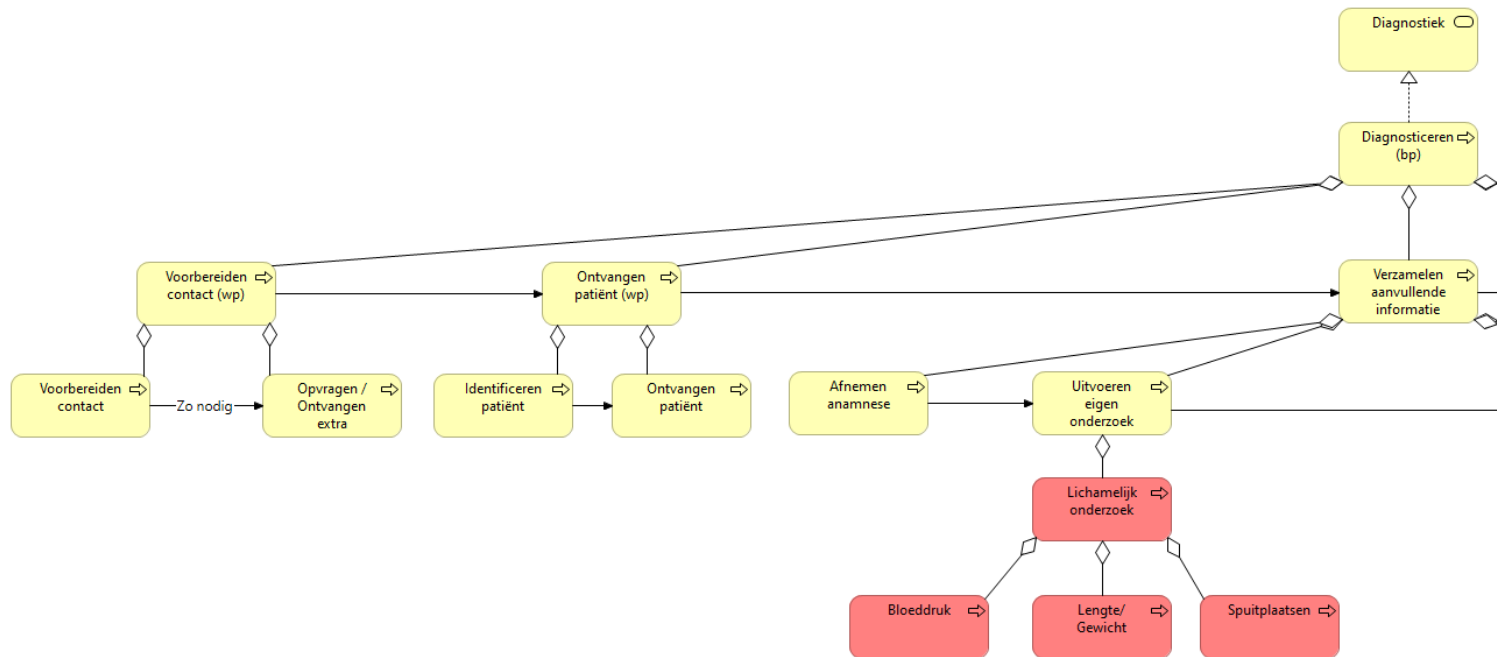 Diagnostiek
Diagnosticeren
(bp)
Voorbereiden
contact (wp)
Ontvangen
patiënt (wp)
Verzamelen
aanvullende
informatie
Voorbereiden
contact
Zo nodig
Opvragen /
Ontvangen
extra
Identificeren
patiënt
Ontvangen
patiënt
Afnemen
anamnese
Uitvoeren
eigen
onderzoek
Lichamelijk
onderzoek
Bloeddruk
Lengte/
Gewicht
Spuitplaatsen